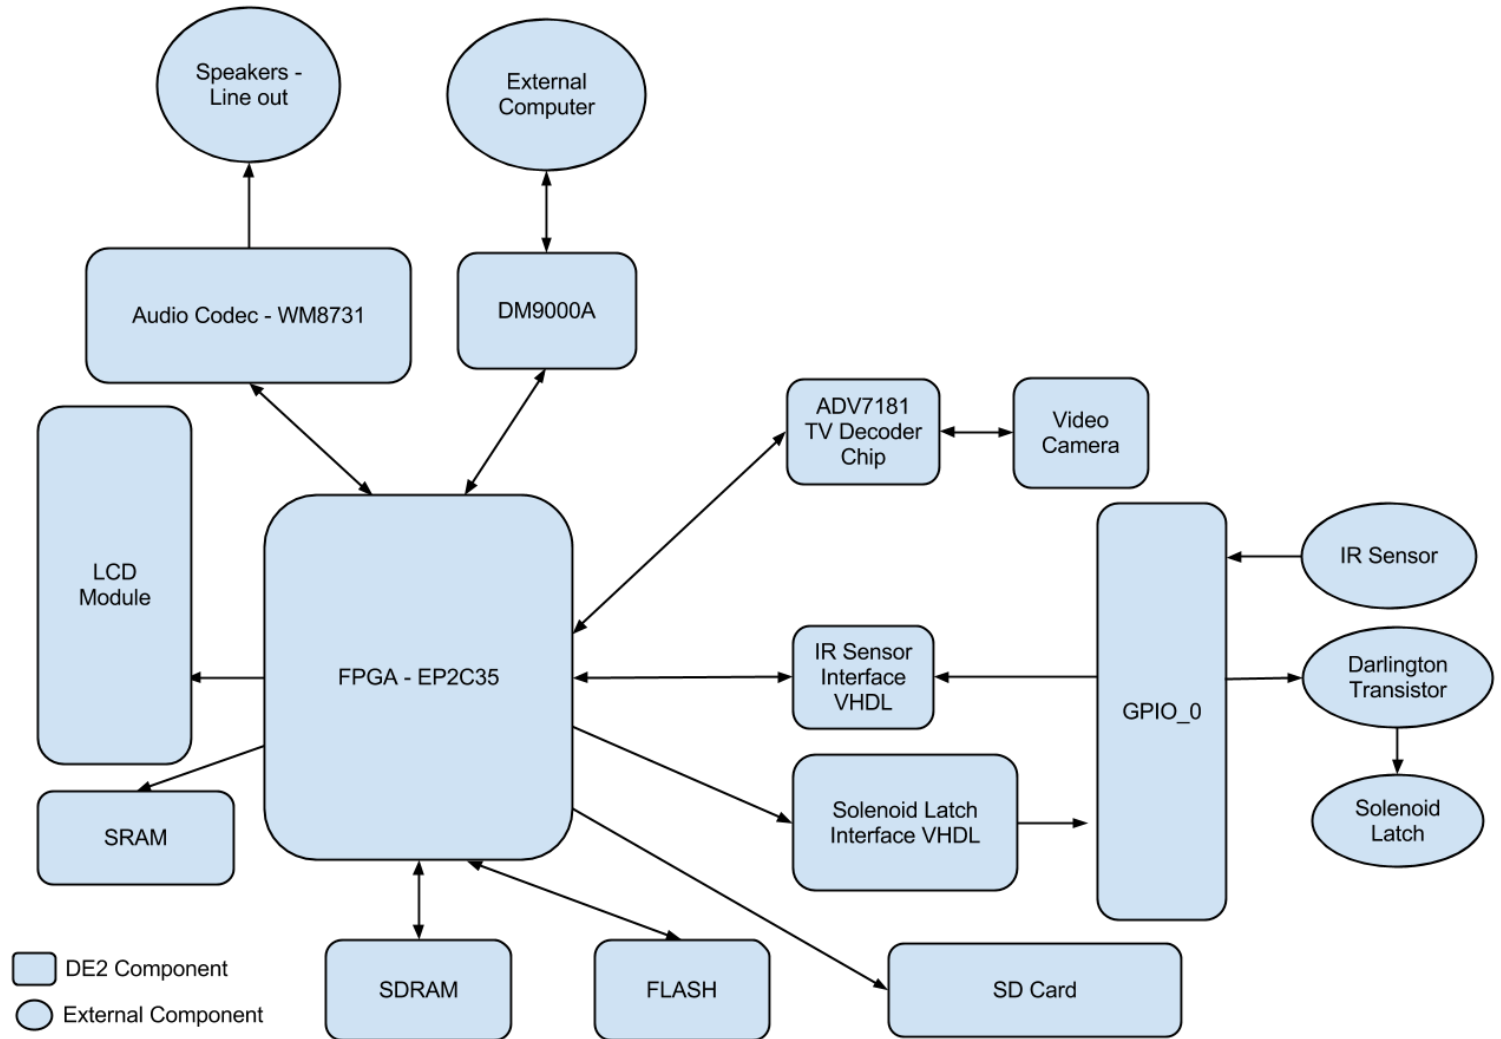 Speakers -
Line out
External
Computer
Audio Codec - WM8731
DM9000A
ADV7181
TV Decoder
Chip
Video
Camera
LCD
Module
IR Sensor
FPGA - EP2C35
IR Sensor
Interface
VHDL
GPIO_0
Darlington
Transistor
SRAM
Solenoid Latch
Interface VHDL
Solenoid
Latch
DE2 Component
External Component
SDRAM
FLASH
SD Card